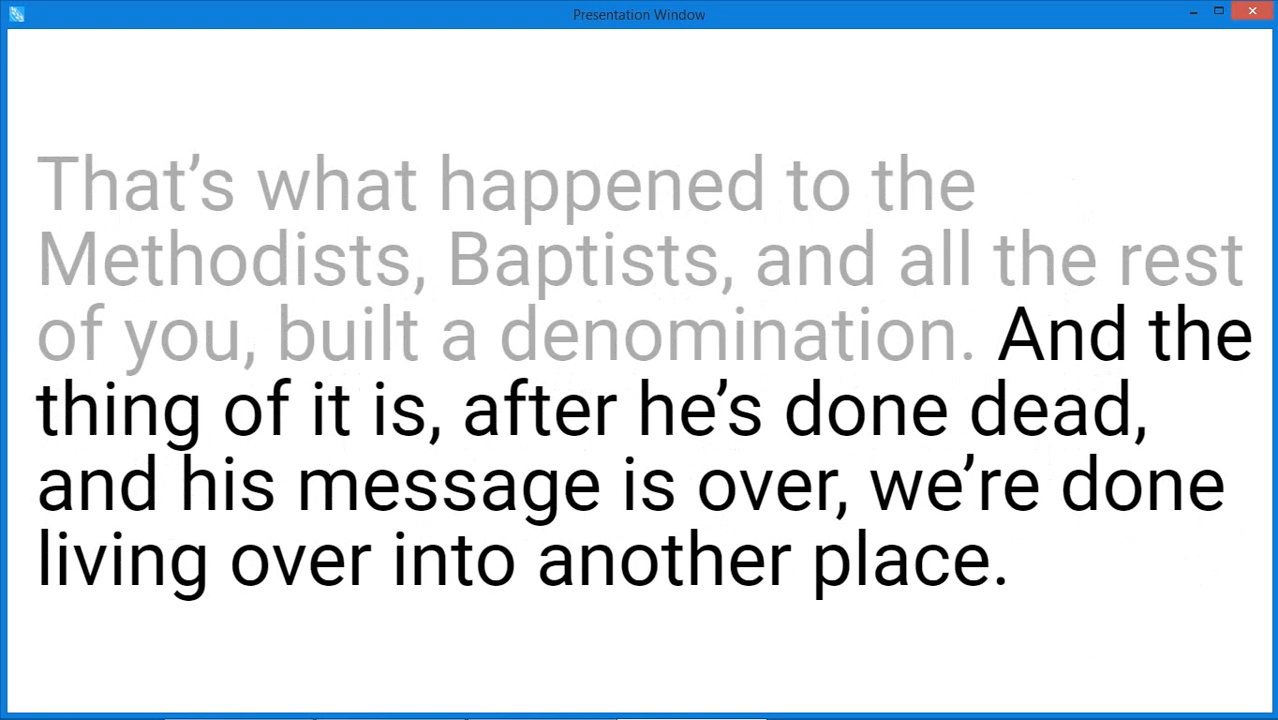 Presentation Window
That’s what happened to the
Methodists, Baptists, and all the rest
of you, built a denomination. And the
thing of it is, after he’s done dead,
and his message is over, we’re done
living over into another place.